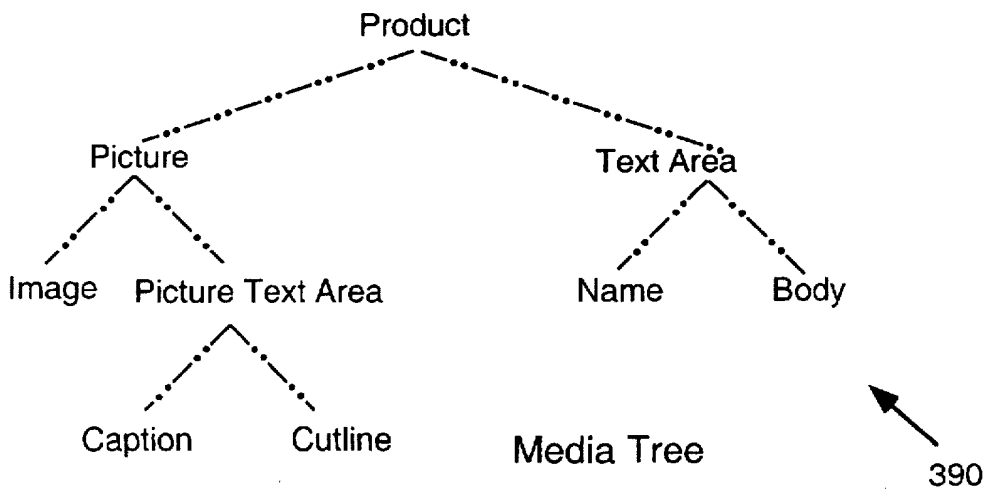 Product
Picture
Text Area
Image
Picture Text Area
Name
Body
Caption
Cutline
Media Tree
390